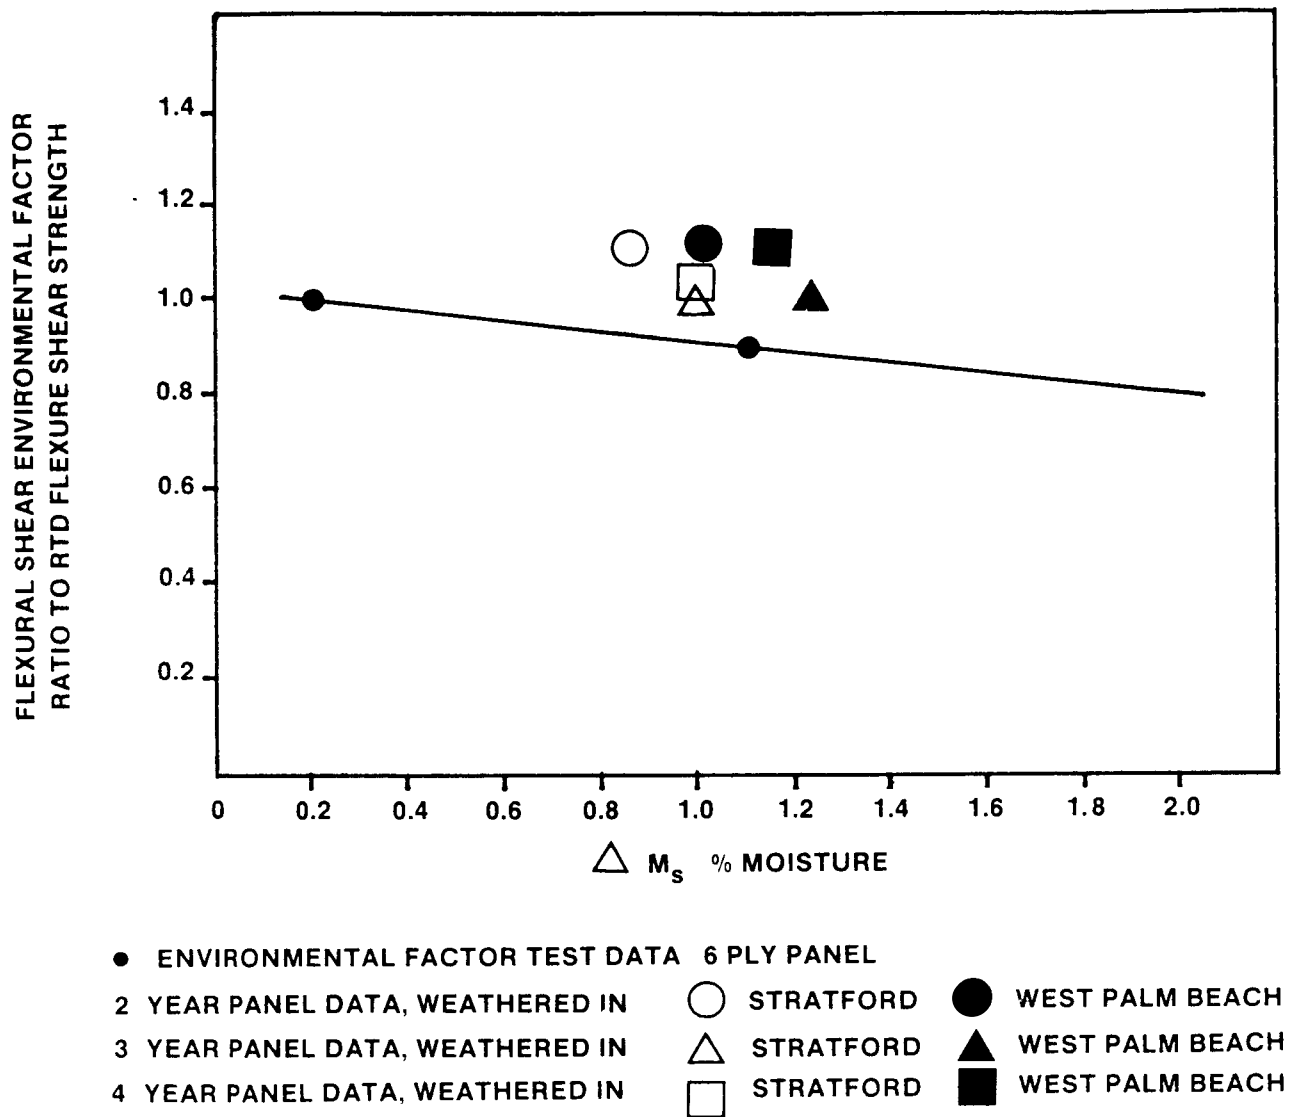 FLEXURAL SHEAR ENVIRONMENTAL FACTOR
RATIO TO RTD FLEXURE SHEAR STRENGTH
1.4
1.2
1.0
0.8
0.6
0.4
0.2
0 0.2 0.4 0.6 0.8 1.0 1.2 1.4 1.6 1.8 2.0
△ Ms % MOISTURE
● ENVIRONMENTAL FACTOR TEST DATA 6 PLY PANEL
2 YEAR PANEL DATA, WEATHERED IN ○ STRATFORD ● WEST PALM BEACH
3 YEAR PANEL DATA, WEATHERED IN △ STRATFORD ▲ WEST PALM BEACH
4 YEAR PANEL DATA, WEATHERED IN □ STRATFORD ■ WEST PALM BEACH